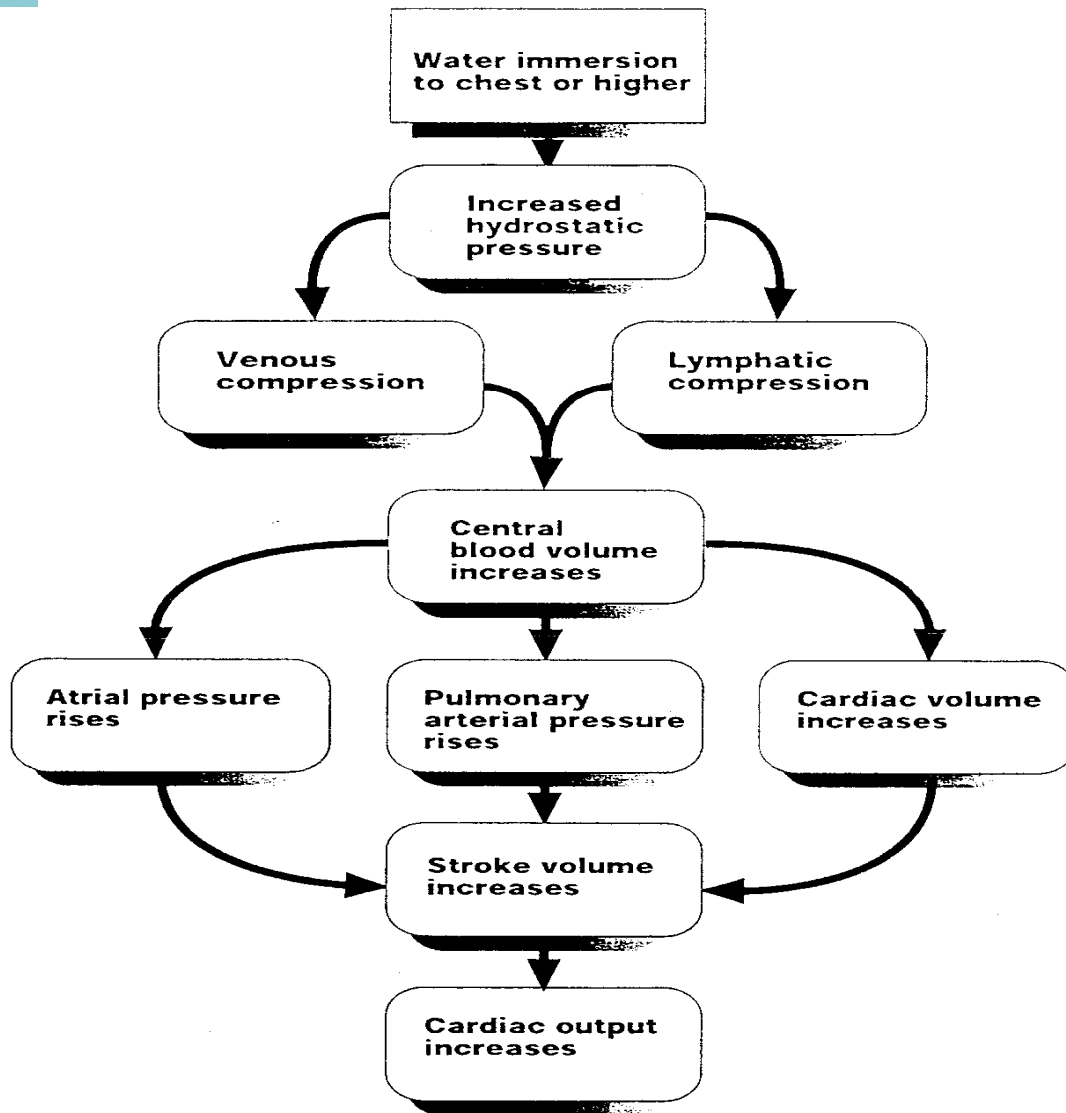 Water immersion
to chest or higher
Increased
hydrostatic
pressure
Venous
compression
Lymphatic
compression
Central
blood volume
increases
Atrial pressure
rises
Pulmonary
arterial pressure
rises
Cardiac volume
increases
Stroke volume
increases
Cardiac output
increases